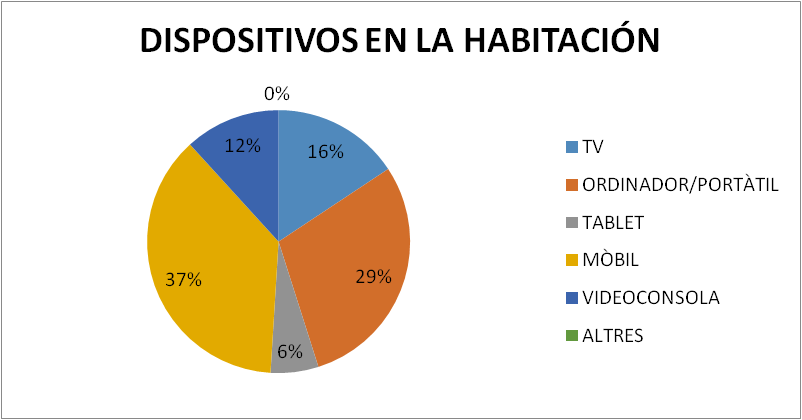 DISPOSITIVOS EN LA HABITACIÓN
0%
16%
29%
6%
37%
12%
TV
ORDINADOR/PORTÀTIL
TABLET
MÒBIL
VIDEOCONSOLA
ALTRES